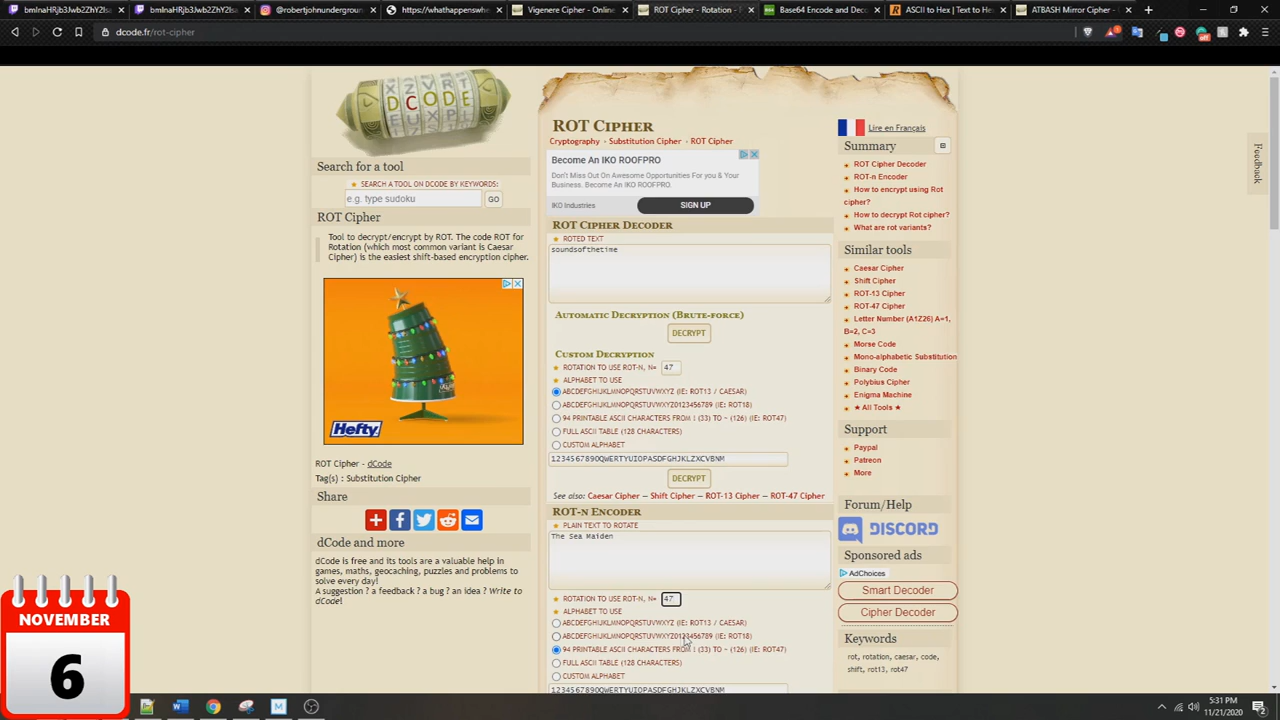 bmlnaHRjb3Jwb2ZhY2lsa
bmlnaHRjb3Jwb2ZhY2lsa
@robertjohnunderground
https://whathappenswh
Vigenere Cipher - Online
ROT Cipher - Rotation -
Base64 Encode and Dec
ASCII to Hex | Text to He
ATBASH Mirror Cipher -
dcode.fr/rot-cipher
DCODE
Search for a tool
SEARCH A TOOL ON DCODE BY KEYWORDS:
e.g. type sudoku
GO
ROT Cipher
Tool to decrypt/encrypt by ROT. The code ROT for
Rotation (which most common variant is Caesar
Cipher) is the easiest shift-based encryption cipher.
Hefty
ROT Cipher - dCode
Tag(s) : Substitution Cipher
Share
dCode and more
dCode is free and its tools are a valuable help in
games, maths, geocaching, puzzles and problems to
solve every day!
A suggestion ? a feedback ? a bug ? an idea ? Write to
dCode!
NOVEMBER
6
ROT Cipher
Cryptography · Substitution Cipher · ROT Cipher
Become An IKO ROOFPRO
Don't Miss Out On Awesome Opportunities For you & Your
Business. Become An IKO ROOFPRO.
IKO Industries
SIGN UP
ROT Cipher Decoder
ROTED TEXT
soundsofthetime
Automatic Decryption (Brute-force)
DECRYPT
Custom Decryption
ROTATION TO USE ROT-N, N= 47
ALPHABET TO USE
ABCDEFGHIJKLMNOPQRSTUVWXYZ (IE: ROT13 / CAESAR)
ABCDEFGHIJKLMNOPQRSTUVWXYZ0123456789 (IE: ROT18)
94 PRINTABLE ASCII CHARACTERS FROM ! (33) TO ~ (126) (IE: ROT47)
FULL ASCII TABLE (128 CHARACTERS)
CUSTOM ALPHABET
1234567890QWERTYUIOPASDFGHJKLZXCVBNM
DECRYPT
See also: Caesar Cipher — Shift Cipher — ROT-13 Cipher — ROT-47 Cipher
ROT-n Encoder
PLAIN TEXT TO ROTATE
The Sea Maiden
ROTATION TO USE ROT-N, N= 47
ALPHABET TO USE
ABCDEFGHIJKLMNOPQRSTUVWXYZ (IE: ROT13 / CAESAR)
ABCDEFGHIJKLMNOPQRSTUVWXYZ0123456789 (IE: ROT18)
94 PRINTABLE ASCII CHARACTERS FROM ! (33) TO ~ (126) (IE: ROT47)
FULL ASCII TABLE (128 CHARACTERS)
CUSTOM ALPHABET
1234567890QWERTYUIOPASDFGHJKLZXCVBNM
Lire en Français
Summary
ROT Cipher Decoder
ROT-n Encoder
How to encrypt using Rot
cipher?
How to decrypt Rot cipher?
What are rot variants?
Similar tools
Caesar Cipher
Shift Cipher
ROT-13 Cipher
ROT-47 Cipher
Letter Number (A1Z26) A=1,
B=2, C=3
Morse Code
Mono-alphabetic Substitution
Binary Code
Polybius Cipher
Enigma Machine
★ All Tools ★
Support
Paypal
Patreon
More
Forum/Help
DISCORD
Sponsored ads
AdChoices
Smart Decoder
Cipher Decoder
Keywords
rot, rotation, caesar, code,
shift, rot13, rot47
Feedback
5:31 PM
11/21/2020